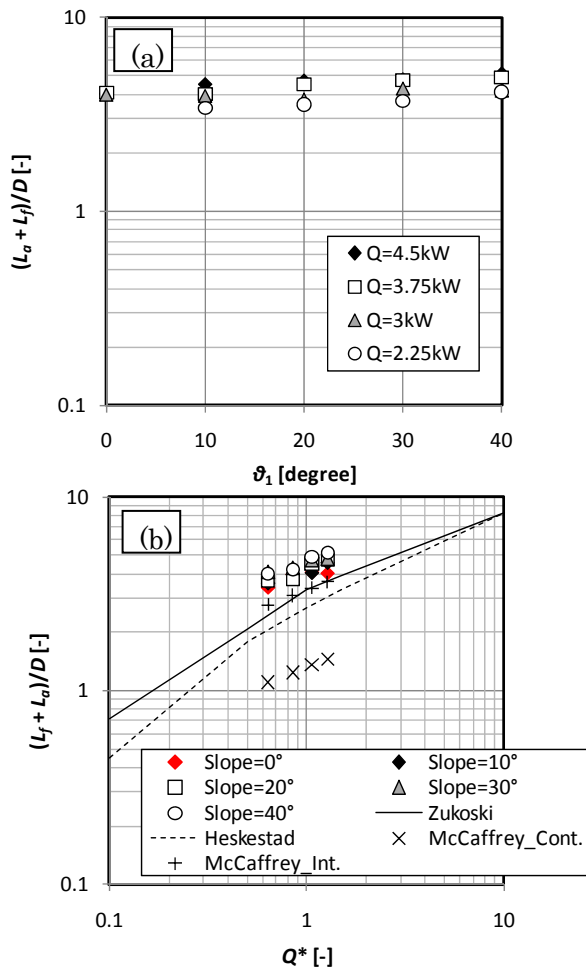 10
(a)
1
0.1
(Lₐ + L_f)/D [-]
Q=4.5kW
Q=3.75kW
Q=3kW
Q=2.25kW
0 10 20 30 40
ϑ₁ [degree]
10
(b)
1
0.1
(L_f + Lₐ)/D [-]
Slope=0° Slope=10°
Slope=20° Slope=30°
Slope=40° Zukoski
Heskestad McCaffrey_Cont.
McCaffrey_Int.
0.1 1 10
Q* [-]